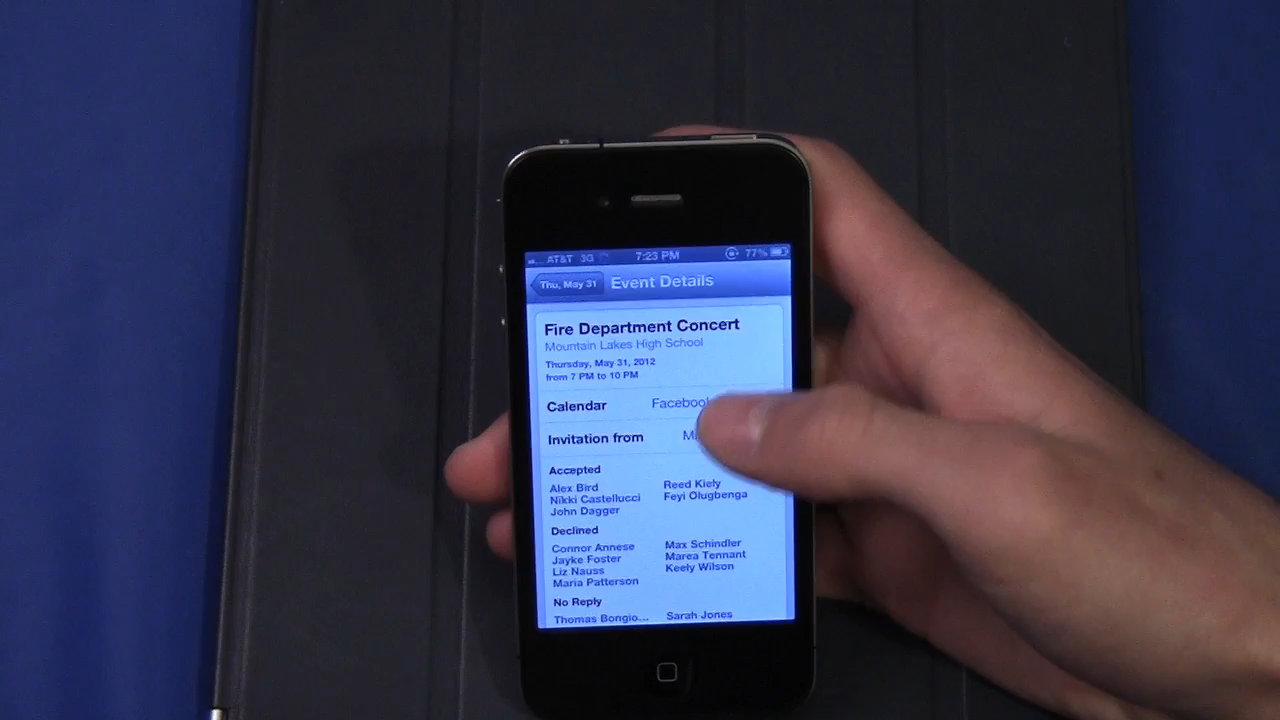 AT&T 3G 7:23 PM 77%
Thu, May 31 Event Details
Fire Department Concert
Mountain Lakes High School
Thursday, May 31, 2012
from 7 PM to 10 PM
Calendar Facebook
Invitation from
Accepted
Alex Bird Reed Kiely
Nikki Castellucci Feyi Olugbenga
John Dagger
Declined
Connor Annese Max Schindler
Jayke Foster Marea Tennant
Liz Nauss Keely Wilson
Maria Patterson
No Reply
Thomas Bongio... Sarah Jones